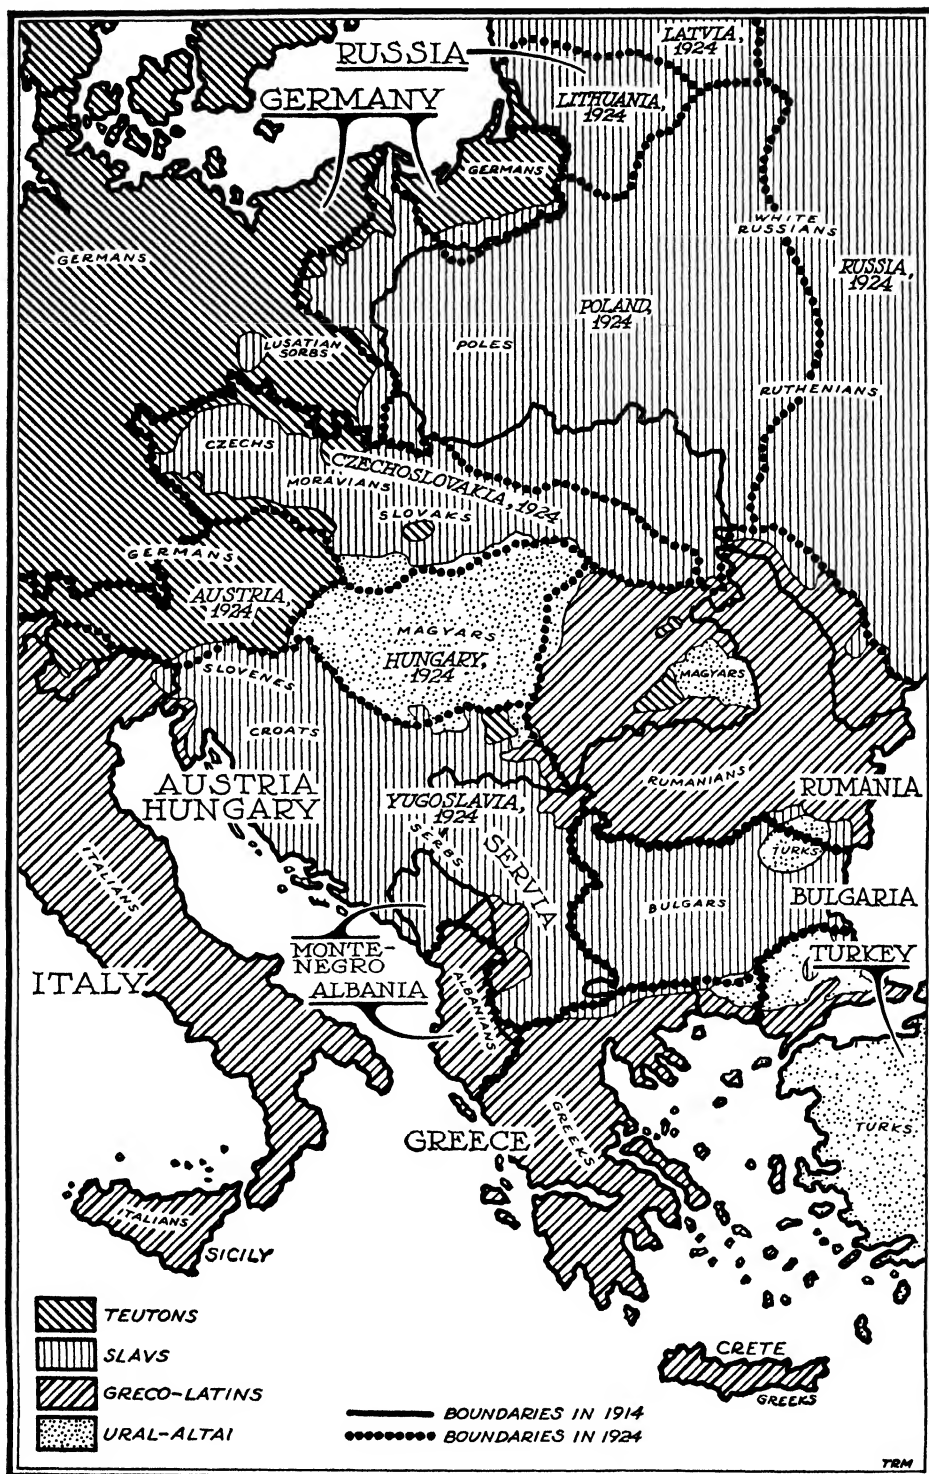 LATVIA,
1924
RUSSIA
LITHUANIA,
1924
GERMANY
GERMANS
WHITE
RUSSIANS
GERMANS
RUSSIA,
1924
POLAND,
1924
LUSATIAN
SORBS
POLES
RUTHENIANS
CZECHS
CZECHOSLOVAKIA, 1924
MORAVIANS
SLOVAKS
GERMANS
AUSTRIA
1924
MAGYARS
HUNGARY,
1924
SLOVENES
MAGYARS
CROATS
AUSTRIA
HUNGARY
RUMANIANS
RUMANIA
YUGOSLAVIA,
1924
SERBS
SERVIA
TURKS
ITALIANS
BULGARS
BULGARIA
MONTE-
NEGRO
ALBANIA
TURKEY
ITALY
ALBANIANS
GREECE
GREEKS
TURKS
ITALIANS
SICILY
TEUTONS
SLAVS
GRECO-LATINS
URAL-ALTAI
CRETE
GREEKS
BOUNDARIES IN 1914
BOUNDARIES IN 1924
TRM